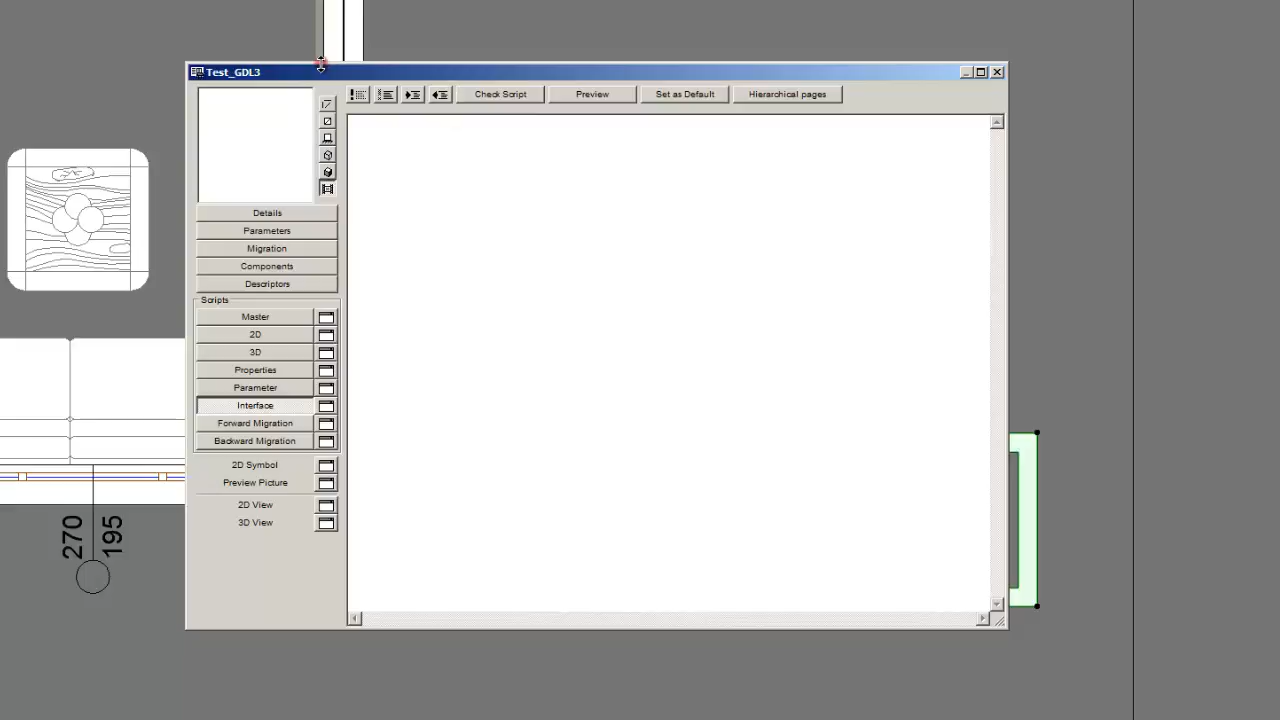 Test_GDL3
Check Script
Preview
Set as Default
Hierarchical pages
Details
Parameters
Migration
Components
Descriptors
Scripts
Master
2D
3D
Properties
Parameter
Interface
Forward Migration
Backward Migration
2D Symbol
Preview Picture
2D View
3D View
270
195